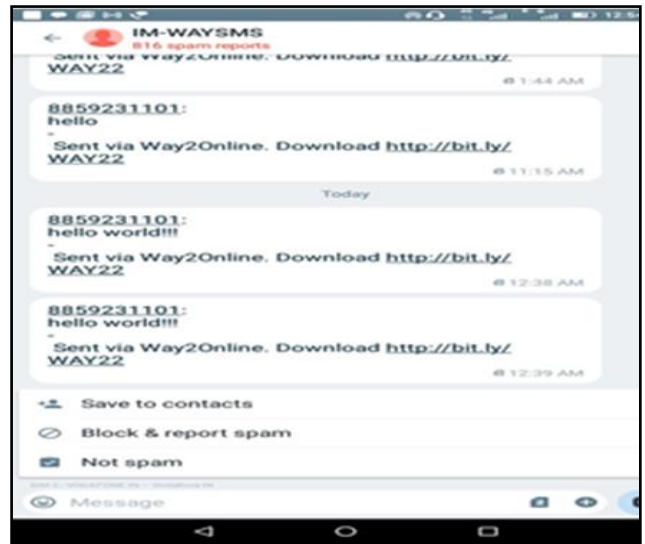 12:5
IM-WAYSMS
816 spam reports
Sent via Way2Online. Download http://bit.ly/
WAY22
1:44 AM
8859231101:
hello
-
Sent via Way2Online. Download http://bit.ly/
WAY22
11:15 AM
Today
8859231101:
hello world!!!
-
Sent via Way2Online. Download http://bit.ly/
WAY22
12:38 AM
8859231101:
hello world!!!
-
Sent via Way2Online. Download http://bit.ly/
WAY22
12:39 AM
Save to contacts
Block & report spam
Not spam
Message